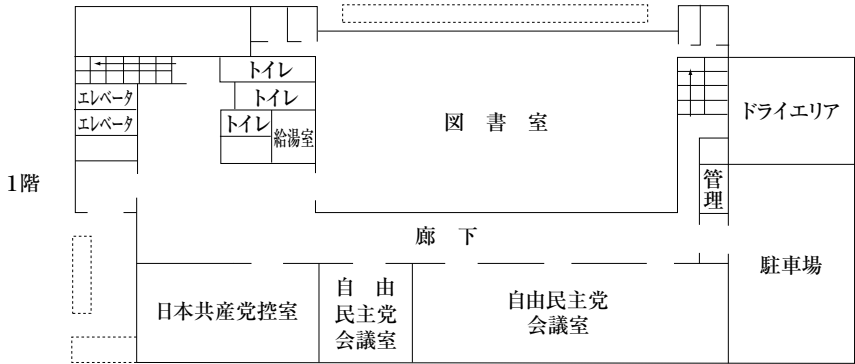 トイレ
エレベータ
トイレ
エレベータ
トイレ
給湯室
図書室
ドライエリア
1階
管理
廊下
駐車場
日本共産党控室
自由
民主党
会議室
自由民主党
会議室